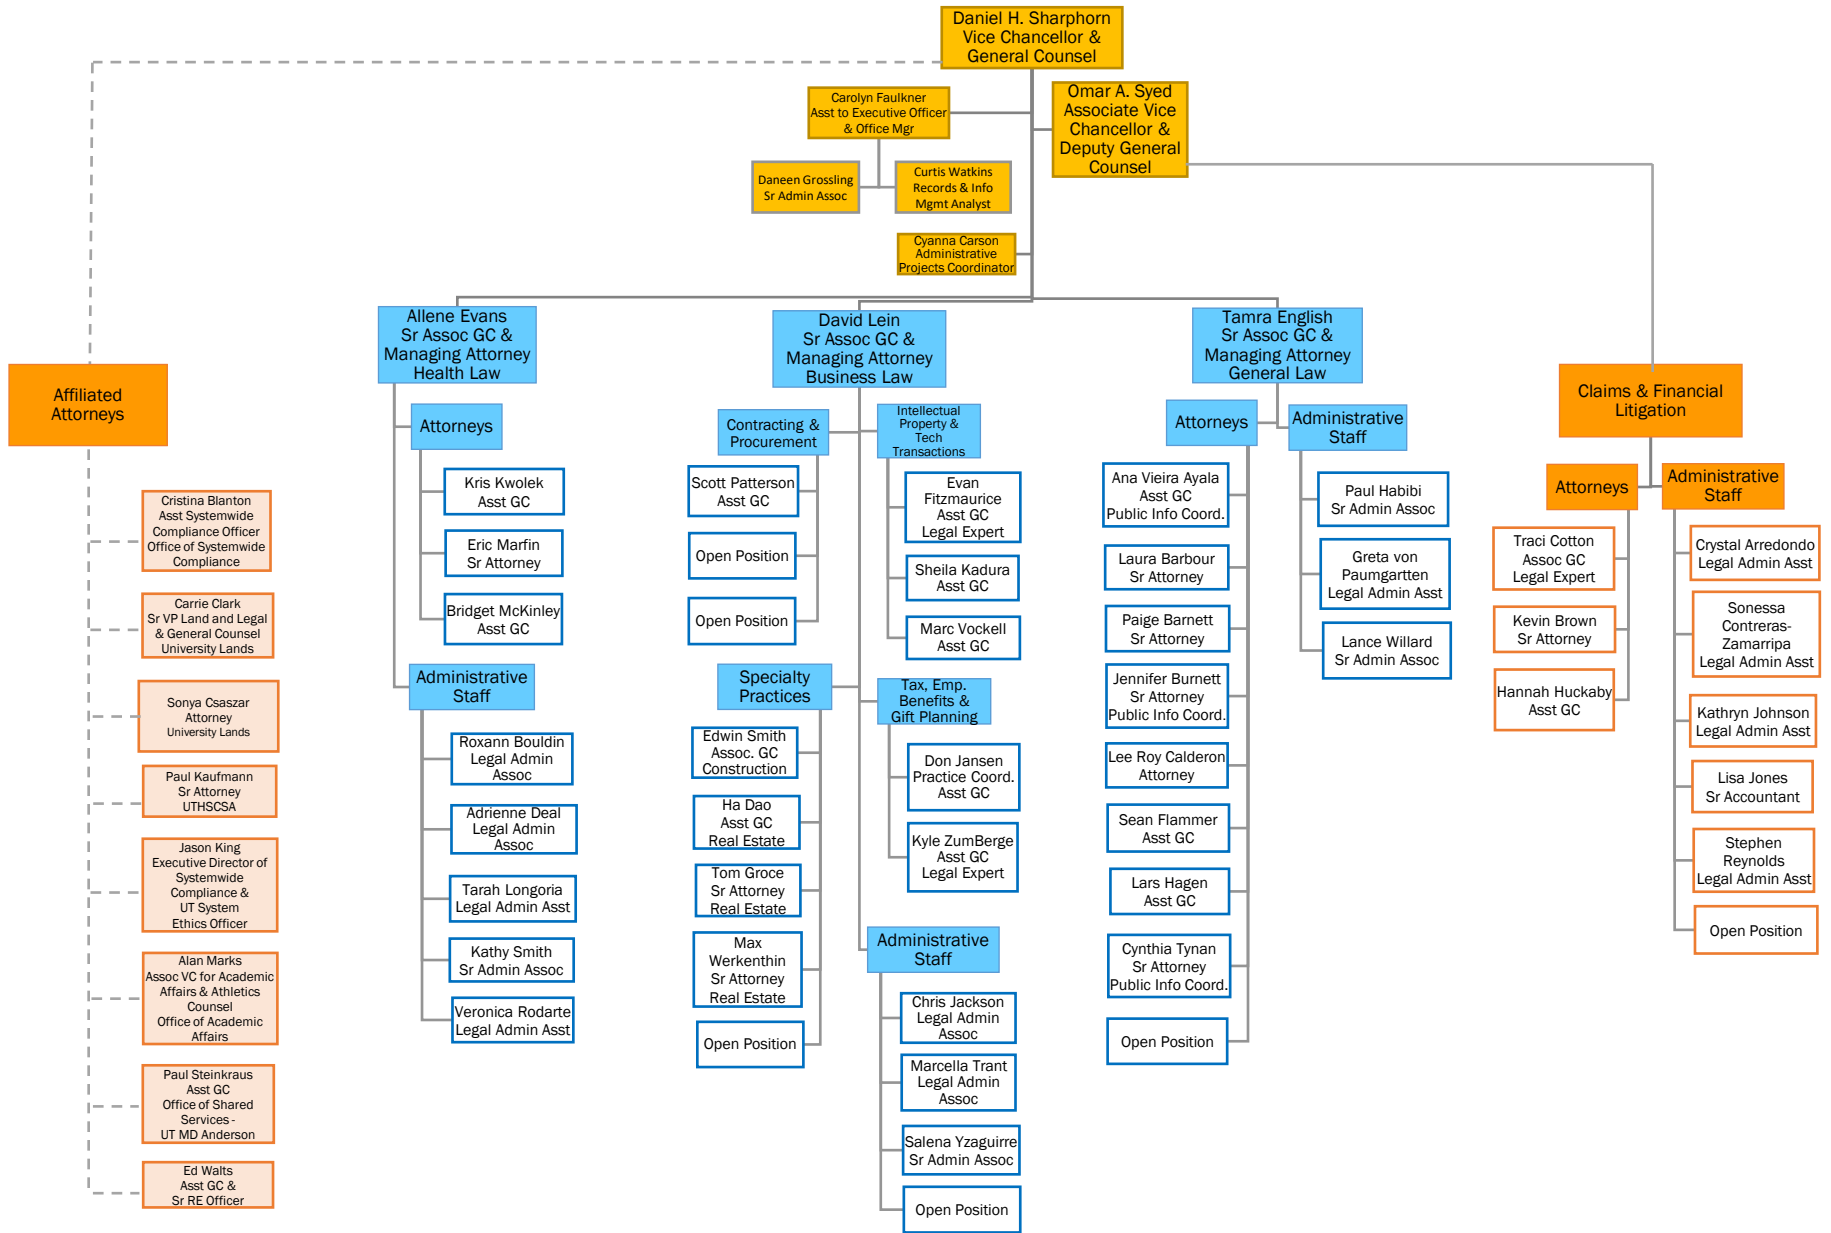 Daniel H. Sharphorn
Vice Chancellor &
General Counsel
Omar A. Syed
Associate Vice
Chancellor &
Deputy General
Counsel
Carolyn Faulkner
Asst to Executive Officer
& Office Mgr
Daneen Grossling
Sr Admin Assoc
Curtis Watkins
Records & Info
Mgmt Analyst
Cyanna Carson
Administrative
Projects Coordinator
Affiliated
Attorneys
Cristina Blanton
Asst Systemwide
Compliance Officer
Office of Systemwide
Compliance
Carrie Clark
Sr VP Land and Legal
& General Counsel
University Lands
Sonya Csaszar
Attorney
University Lands
Paul Kaufmann
Sr Attorney
UTHSCSA
Jason King
Executive Director of
Systemwide
Compliance &
UT System
Ethics Officer
Alan Marks
Assoc VC for Academic
Affairs & Athletics
Counsel
Office of Academic
Affairs
Paul Steinkraus
Asst GC
Office of Shared
Services -
UT MD Anderson
Ed Walts
Asst GC &
Sr RE Officer
Allene Evans
Sr Assoc GC &
Managing Attorney
Health Law
Attorneys
Kris Kwolek
Asst GC
Eric Marfin
Sr Attorney
Bridget McKinley
Asst GC
Administrative
Staff
Roxann Bouldin
Legal Admin
Assoc
Adrienne Deal
Legal Admin
Assoc
Tarah Longoria
Legal Admin Asst
Kathy Smith
Sr Admin Assoc
Veronica Rodarte
Legal Admin Asst
David Lein
Sr Assoc GC &
Managing Attorney
Business Law
Contracting &
Procurement
Scott Patterson
Asst GC
Open Position
Open Position
Intellectual
Property &
Tech
Transactions
Evan
Fitzmaurice
Asst GC
Legal Expert
Sheila Kadura
Asst GC
Marc Vockell
Asst GC
Specialty
Practices
Edwin Smith
Assoc. GC
Construction
Ha Dao
Asst GC
Real Estate
Tom Groce
Sr Attorney
Real Estate
Max
Werkenthin
Sr Attorney
Real Estate
Open Position
Tax, Emp.
Benefits &
Gift Planning
Don Jansen
Practice Coord.
Asst GC
Kyle ZumBerge
Asst GC
Legal Expert
Administrative
Staff
Chris Jackson
Legal Admin
Assoc
Marcella Trant
Legal Admin
Assoc
Salena Yzaguirre
Sr Admin Assoc
Open Position
Tamra English
Sr Assoc GC &
Managing Attorney
General Law
Attorneys
Ana Vieira Ayala
Asst GC
Public Info Coord.
Laura Barbour
Sr Attorney
Paige Barnett
Sr Attorney
Jennifer Burnett
Sr Attorney
Public Info Coord.
Lee Roy Calderon
Attorney
Sean Flammer
Asst GC
Lars Hagen
Asst GC
Cynthia Tynan
Sr Attorney
Public Info Coord.
Open Position
Administrative
Staff
Paul Habibi
Sr Admin Assoc
Greta von
Paumgartten
Legal Admin Asst
Lance Willard
Sr Admin Assoc
Claims & Financial
Litigation
Attorneys
Traci Cotton
Assoc GC
Legal Expert
Kevin Brown
Sr Attorney
Hannah Huckaby
Asst GC
Administrative
Staff
Crystal Arredondo
Legal Admin Asst
Sonessa
Contreras-
Zamarripa
Legal Admin Asst
Kathryn Johnson
Legal Admin Asst
Lisa Jones
Sr Accountant
Stephen
Reynolds
Legal Admin Asst
Open Position